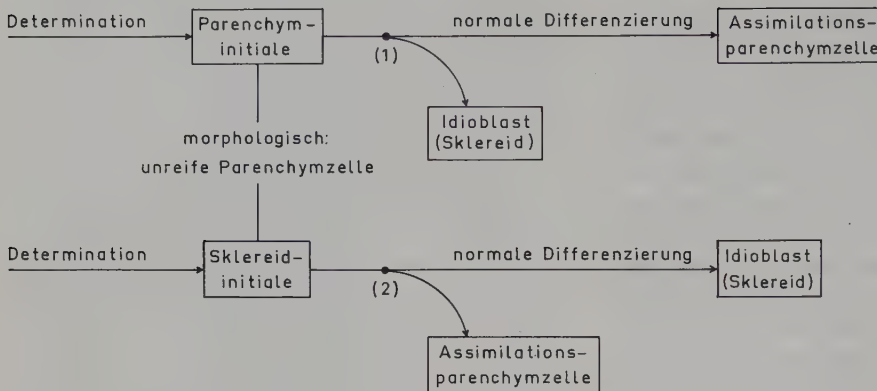 Determination
Parenchym-
initiale
(1)
normale Differenzierung
Assimilations-
parenchymzelle
Idioblast
(Sklereid)
morphologisch:
unreife Parenchymzelle
Determination
Sklereid-
initiale
(2)
normale Differenzierung
Idioblast
(Sklereid)
Assimilations-
parenchymzelle